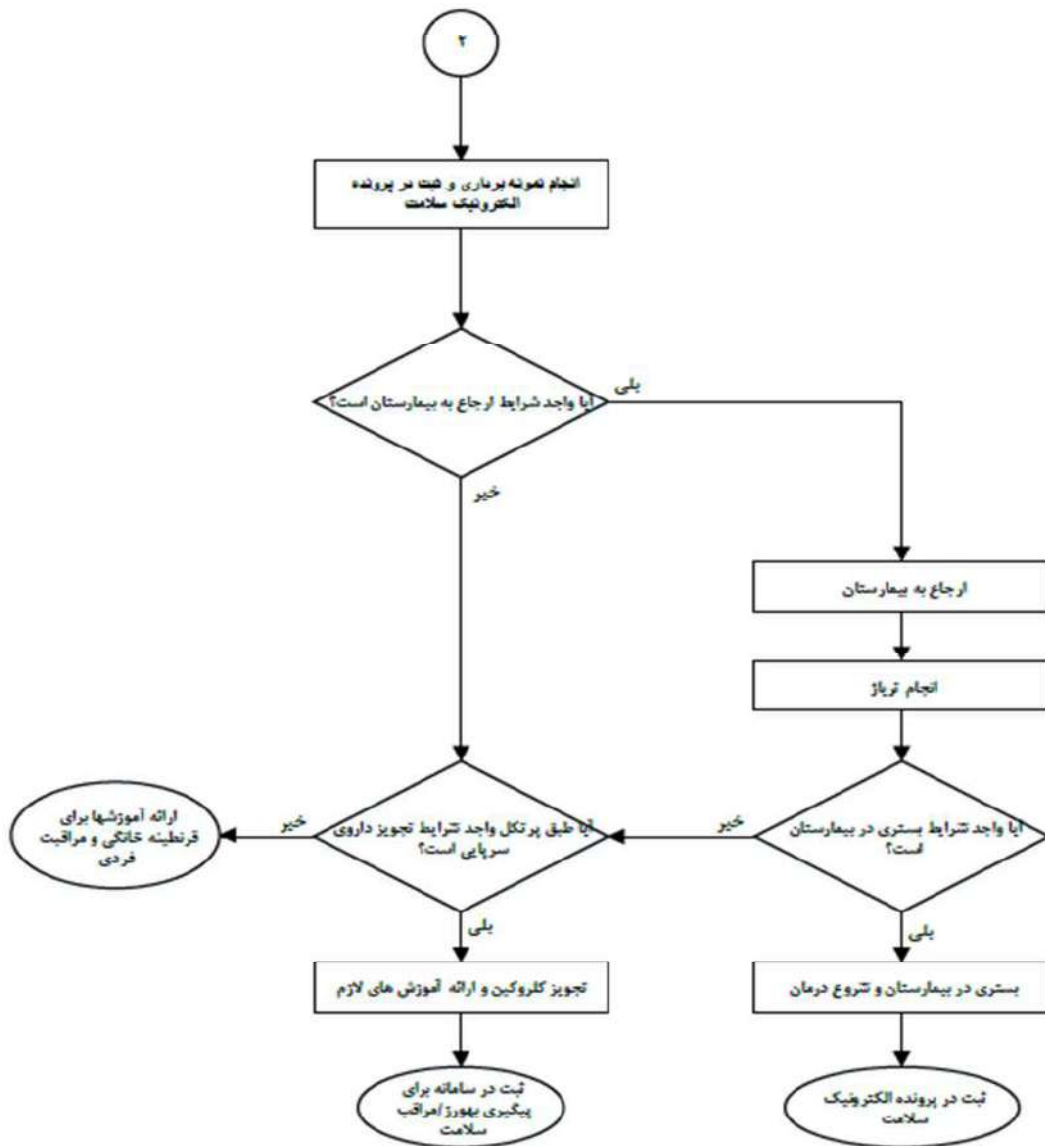 ۲
انجام نمونه برداری و ثبت در پرونده
الکترونیک سلامت
آیا واجد شرایط ارجاع به بیمارستان است؟
بلی
خیر
ارجاع به بیمارستان
انجام تریاژ
آیا واجد شرایط بستری در بیمارستان
است؟
خیر
آیا طبق پرتکل واجد شرایط تجویز داروی
سرپایی است؟
خیر
ارائه آموزشها برای
قرنطینه خانگی و مراقبت
فردی
بلی
بلی
بستری در بیمارستان و شروع درمان
تجویز کلروکین و ارائه آموزش های لازم
ثبت در پرونده الکترونیک
سلامت
ثبت در سامانه برای
پیگیری بهورز/مراقب
سلامت